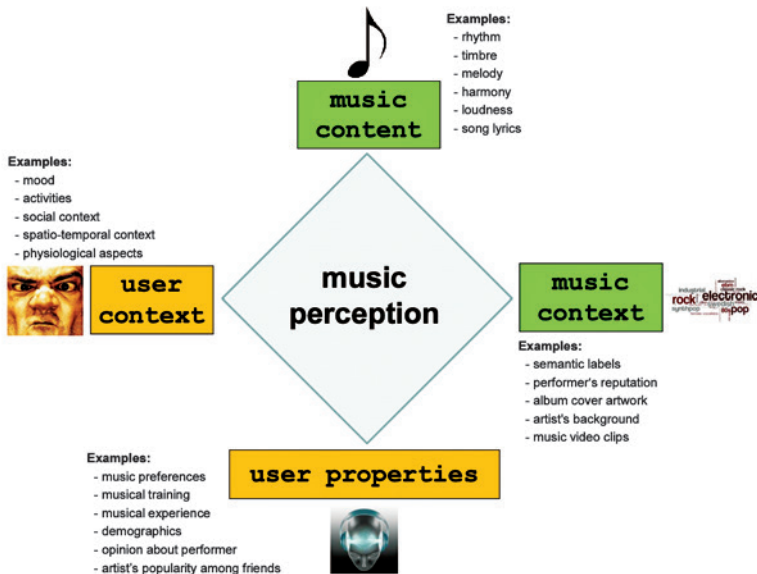 Examples:
- rhythm
- timbre
- melody
- harmony
- loudness
- song lyrics
music
content
Examples:
- mood
- activities
- social context
- spatio-temporal context
- physiological aspects
user
context
music
perception
music
context
industrial
rock
electronic
synthpop
80s pop
Examples:
- semantic labels
- performer's reputation
- album cover artwork
- artist's background
- music video clips
user properties
Examples:
- music preferences
- musical training
- musical experience
- demographics
- opinion about performer
- artist's popularity among friends